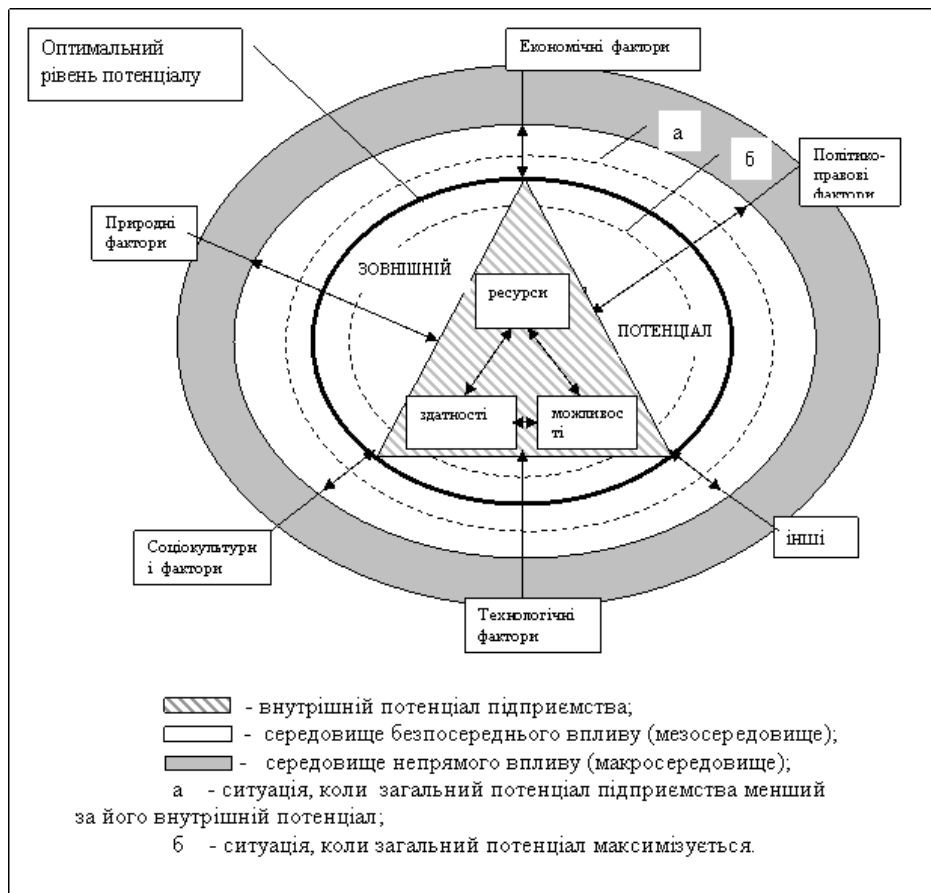 Оптимальний
рівень потенціалу
Економічні фактори
а
б
Політико-
правові
фактори
Природні
фактори
ЗОВНІШНІЙ
ресурси
ПОТЕНЦІАЛ
здатності
можливос
ті
Соціокультурн
і фактори
інші
Технологічні
фактори
- внутрішній потенціал підприємства;
- середовище безпосереднього впливу (мезосередовище);
- середовище непрямого впливу (макросередовище);
а - ситуація, коли загальний потенціал підприємства менший
за його внутрішній потенціал;
б - ситуація, коли загальний потенціал максимізується.